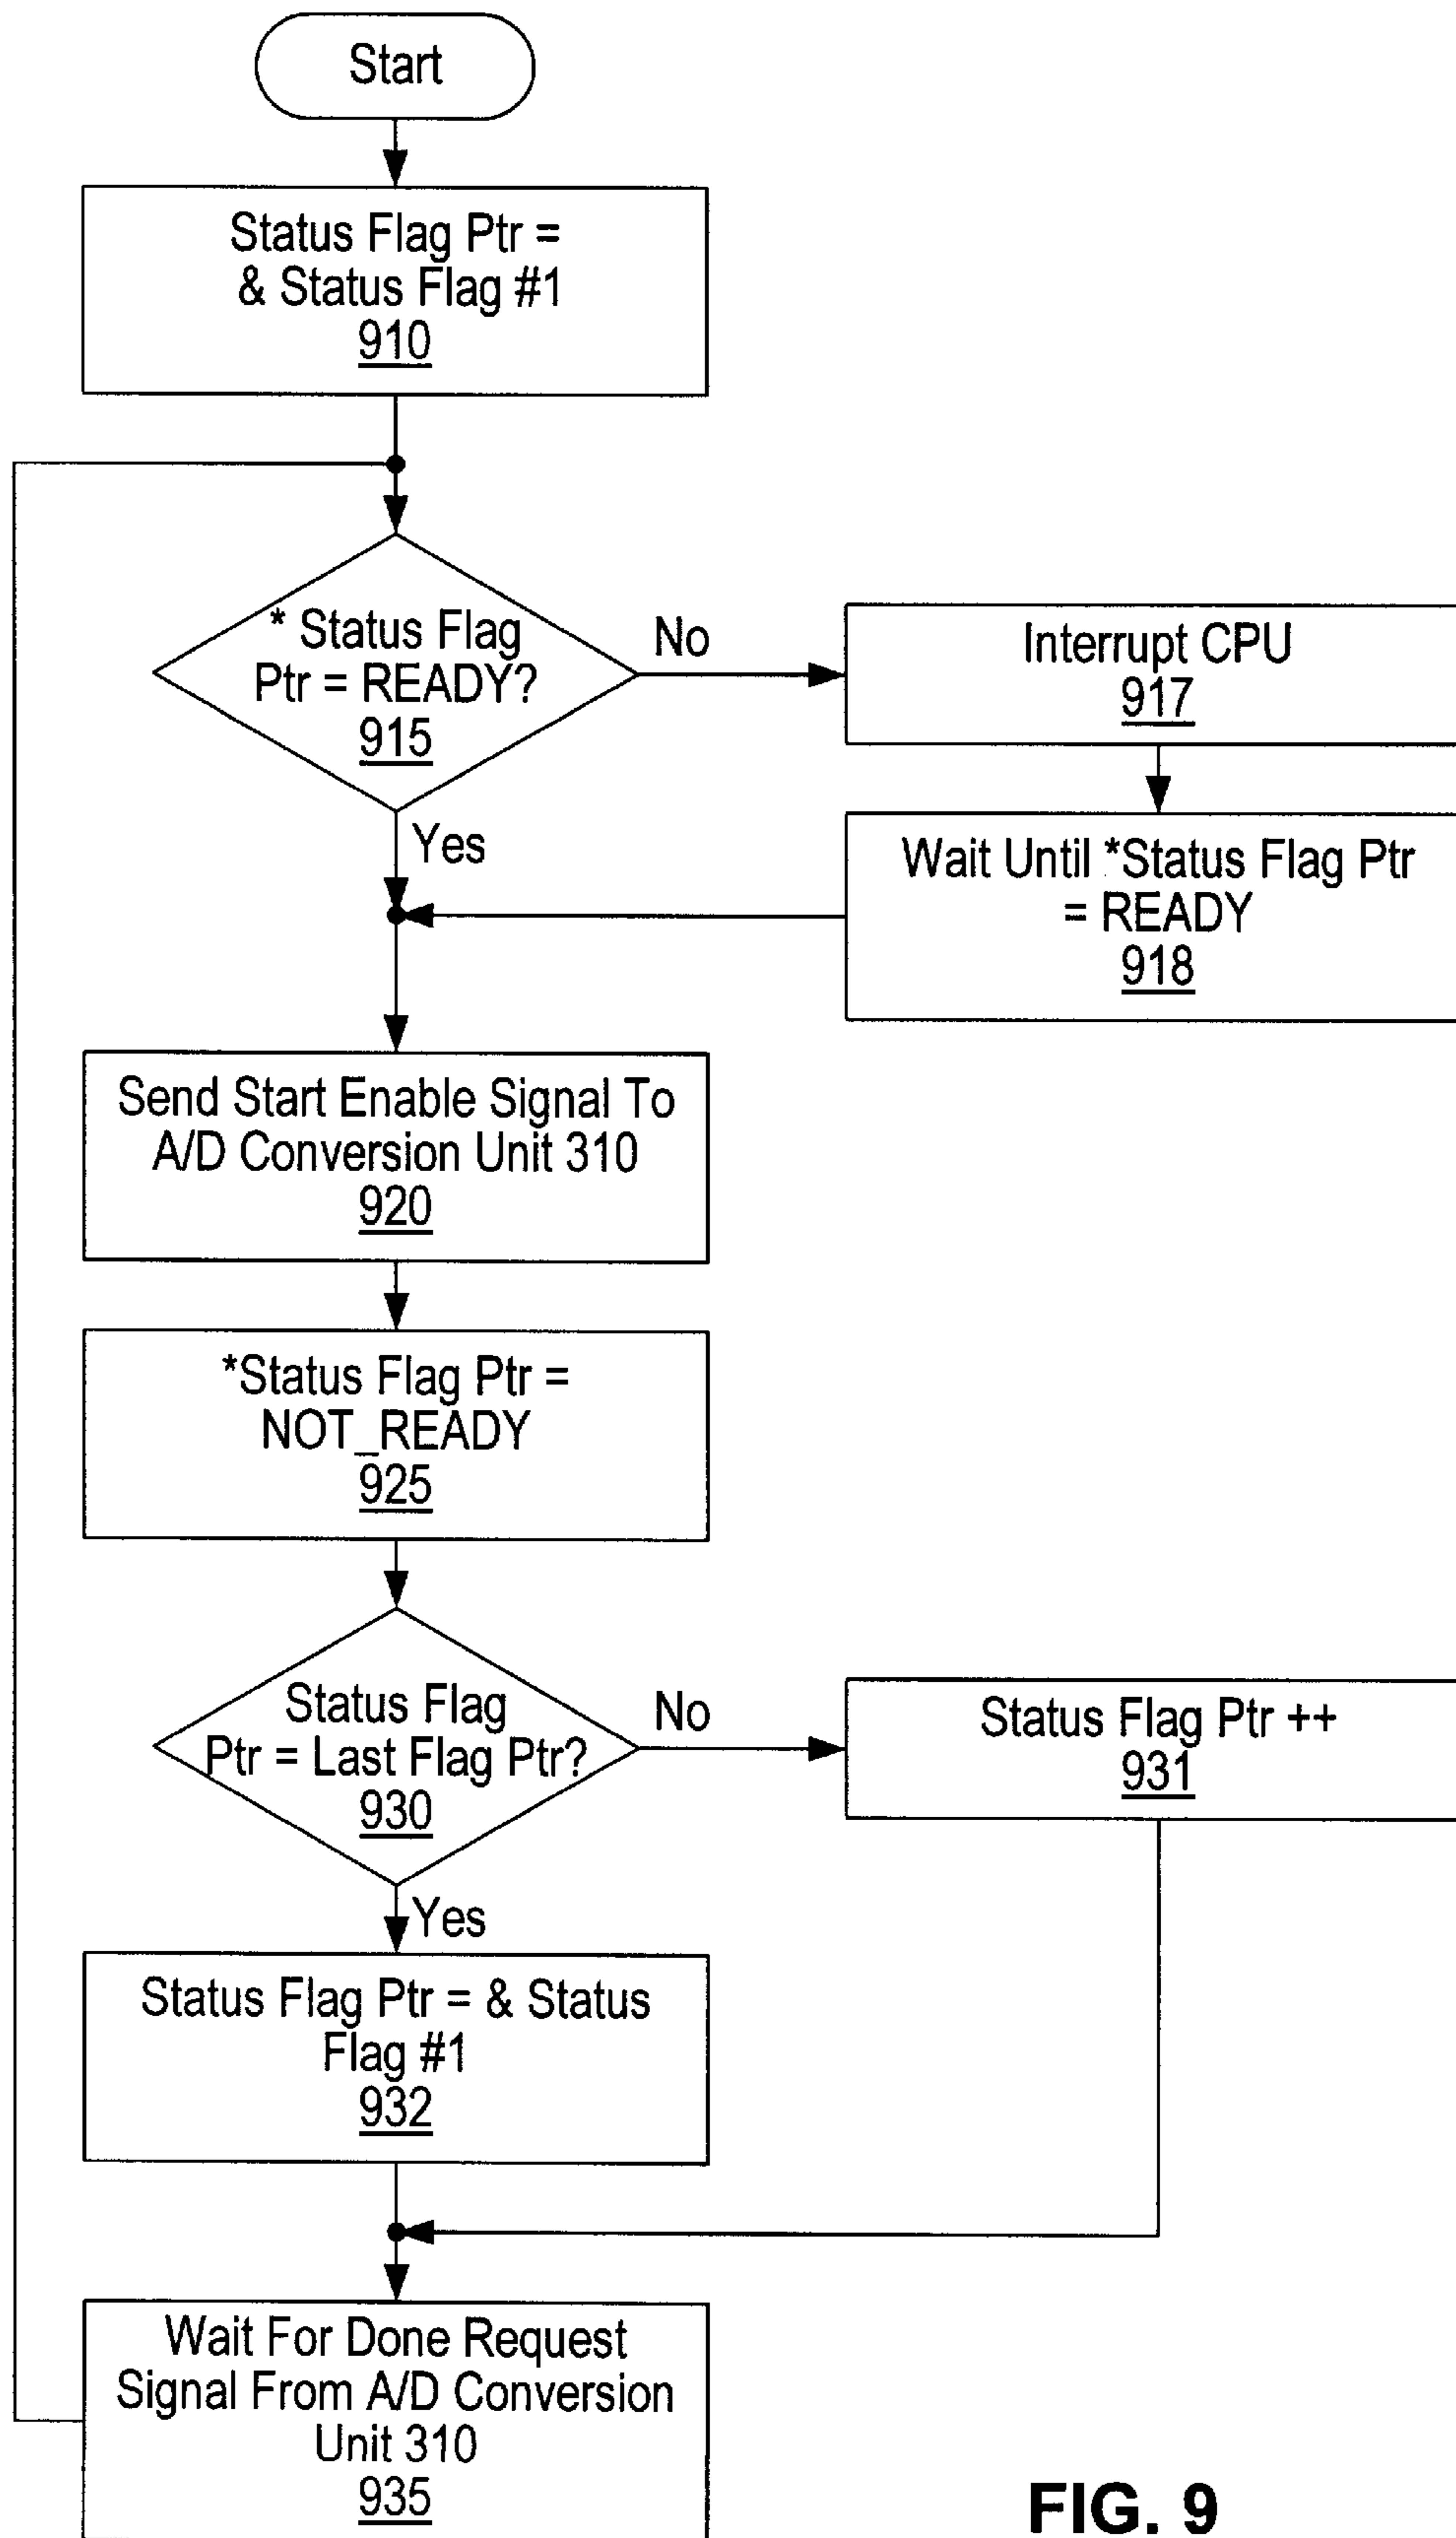 Start
Status Flag Ptr =
& Status Flag #1
910
* Status Flag
Ptr = READY?
915
No
Interrupt CPU
917
Yes
Wait Until *Status Flag Ptr
= READY
918
Send Start Enable Signal To
A/D Conversion Unit 310
920
*Status Flag Ptr =
NOT_READY
925
Status Flag
Ptr = Last Flag Ptr?
930
No
Status Flag Ptr ++
931
Yes
Status Flag Ptr = & Status
Flag #1
932
Wait For Done Request
Signal From A/D Conversion
Unit 310
935
FIG. 9